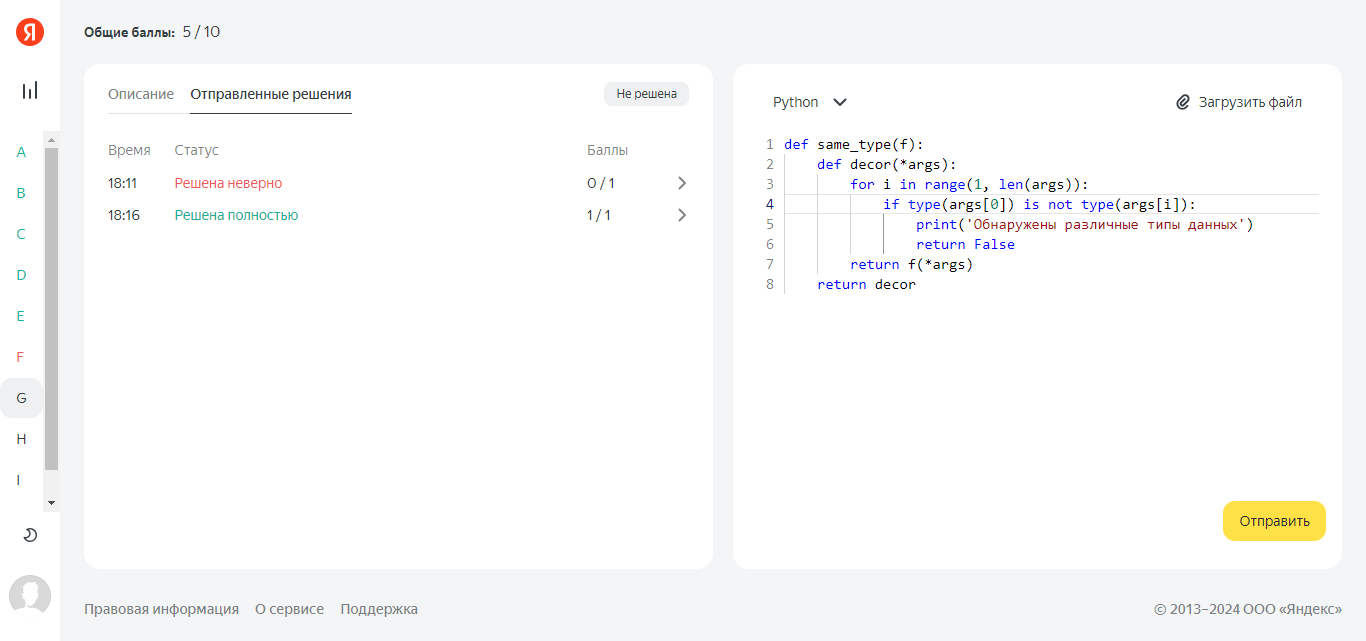 Я
Общие баллы: 5 / 10
A
B
C
D
E
F
G
H
I
Описание Отправленные решения Не решена
Время Статус Баллы
18:11 Решена неверно 0 / 1
18:16 Решена полностью 1 / 1
Python Загрузить файл
1 def same_type(f):
2 def decor(*args):
3 for i in range(1, len(args)):
4 if type(args[0]) is not type(args[i]):
5 print('Обнаружены различные типы данных')
6 return False
7 return f(*args)
8 return decor
Отправить
Правовая информация О сервисе Поддержка © 2013–2024 ООО «Яндекс»